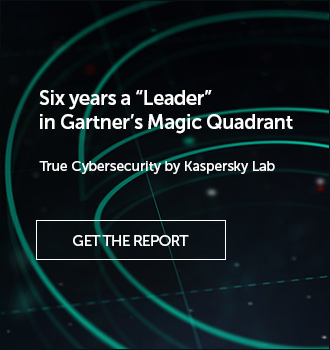 Six years a “Leader”
in Gartner’s Magic Quadrant
True Cybersecurity by Kaspersky Lab
GET THE REPORT